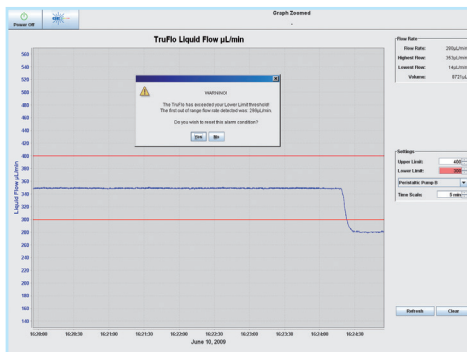 Graph Zoomed
Power Off
TruFlo Liquid Flow µL/min
Flow Rate
Flow Rate:
Highest Flow:
Lowest Flow: 14µL/min
Volume:
WARNING!
The TruFlo has exceeded your Lower Limit threshold!
The first out of range flow rate detected was:
Do you wish to reset this alarm condition?
Yes No
Settings
Upper Limit: 400
Lower Limit: 300
Peristaltic Pump B
Time Scale: 5 min
Refresh Clear
Liquid Flow µL/min
560
540
520
500
480
460
440
420
400
380
360
340
320
300
280
260
240
220
200
180
160
140
16:20:00 16:20:30 16:21:00 16:21:30 16:22:00 16:22:30 16:23:00 16:23:30 16:24:00 16:24:30
June 10, 2009